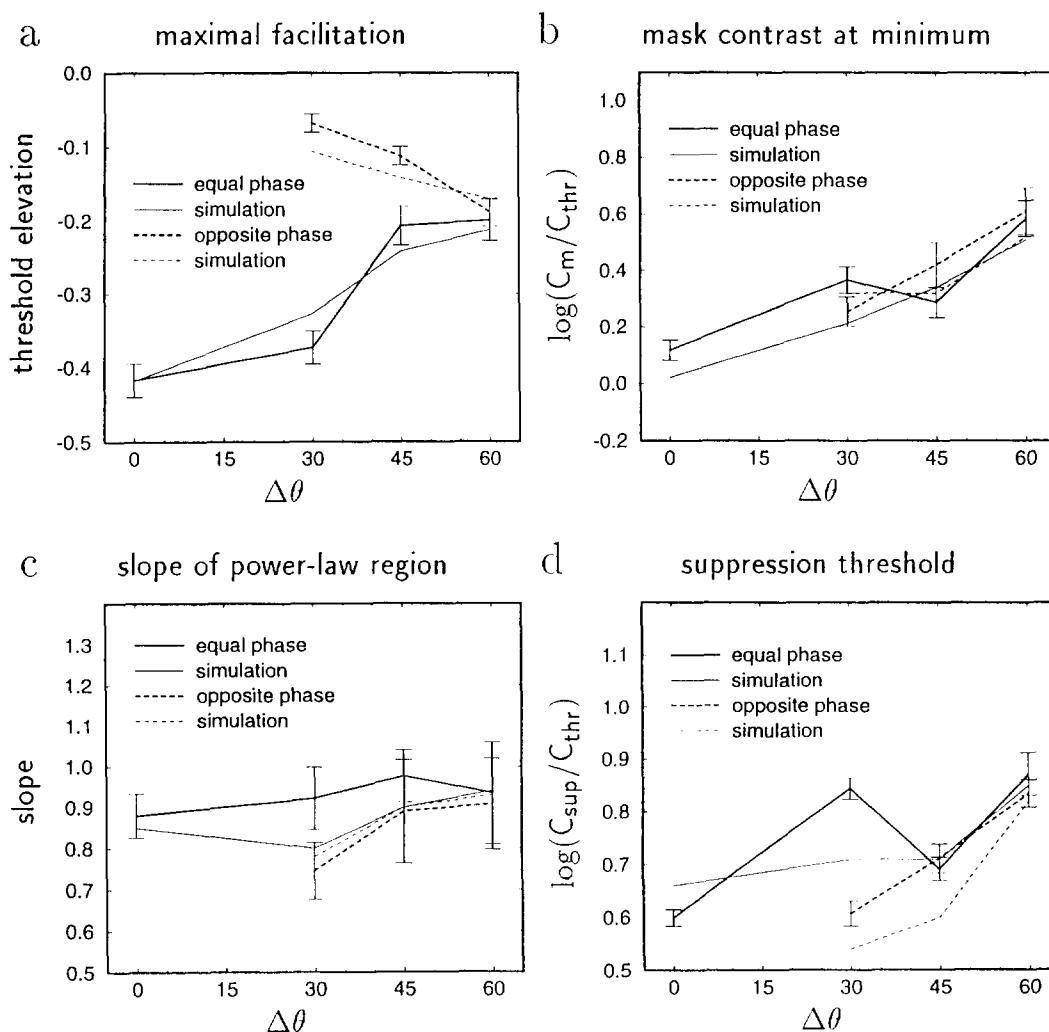 a maximal facilitation
0.0
-0.1
-0.2
-0.3
-0.4
-0.5
threshold elevation
equal phase
simulation
opposite phase
simulation
0 30 45 60
Δθ
b mask contrast at minimum
1.0
0.8
0.6
0.4
0.2
0.0
-0.2
log(C_m/C_thr)
equal phase
simulation
opposite phase
simulation
0 30 45 60
Δθ
c slope of power-law region
1.3
1.2
1.1
1.0
0.9
0.8
0.7
0.6
0.5
slope
equal phase
simulation
opposite phase
simulation
0 30 45 60
Δθ
d suppression threshold
1.1
1.0
0.9
0.8
0.7
0.6
0.5
log(C_sup/C_thr)
equal phase
simulation
opposite phase
simulation
0 30 45 60
Δθ